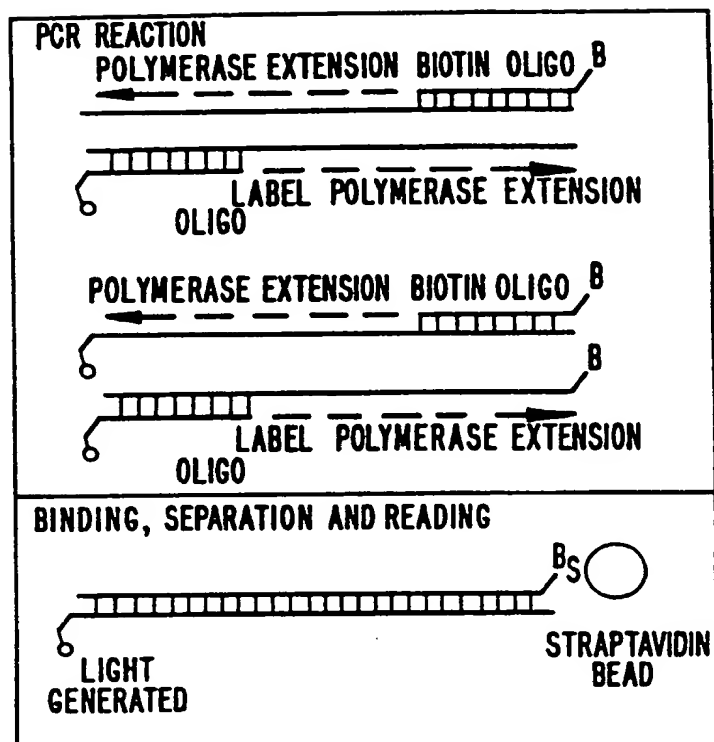 PCR REACTION
POLYMERASE EXTENSION BIOTIN OLIGO B
LABEL POLYMERASE EXTENSION
OLIGO
POLYMERASE EXTENSION BIOTIN OLIGO B
B
LABEL POLYMERASE EXTENSION
OLIGO
BINDING, SEPARATION AND READING
BS
LIGHT
GENERATED
STRAPTAVIDIN
BEAD